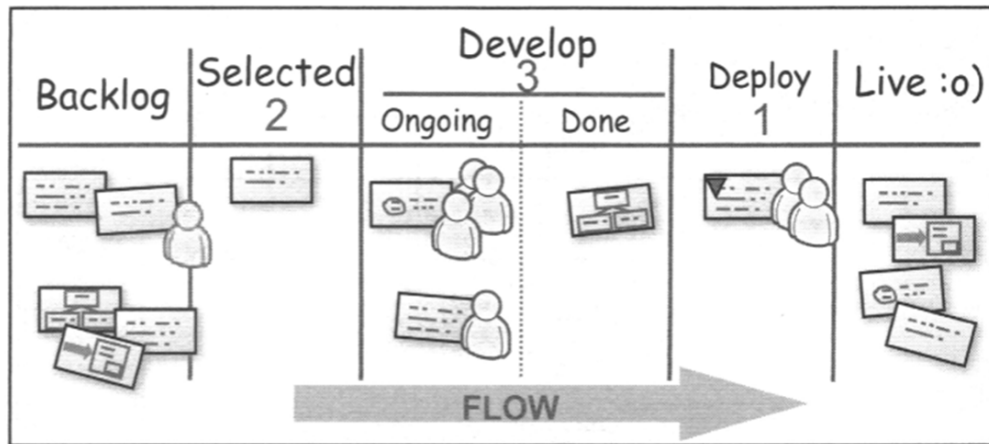 Backlog
Selected
2
Develop
3
Ongoing
Done
Deploy
1
Live :o)
FLOW